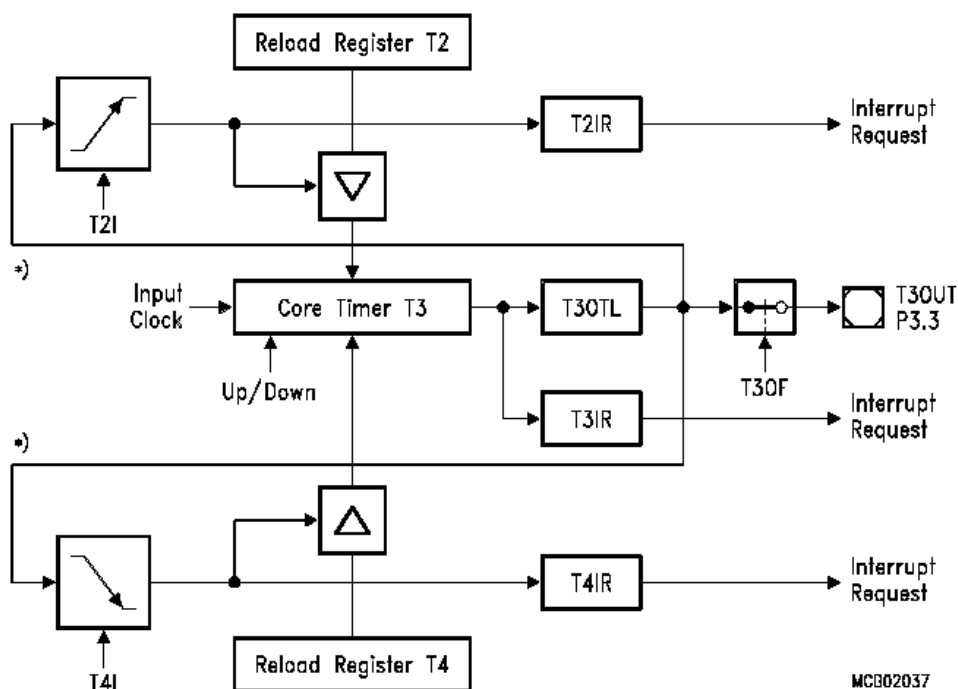 Reload Register T2
T2IR
Interrupt
Request
T2I
*)
Input
Clock
Core Timer T3
T3OTL
T3OUT
P3.3
Up/Down
T3OF
T3IR
Interrupt
Request
*)
T4IR
Interrupt
Request
Reload Register T4
T4I
MCB02037